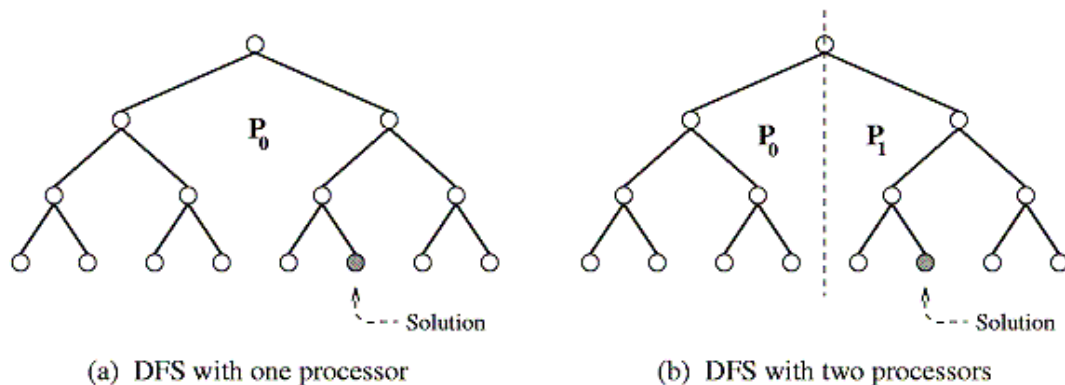 P0
P0 P1
Solution
Solution
(a) DFS with one processor
(b) DFS with two processors